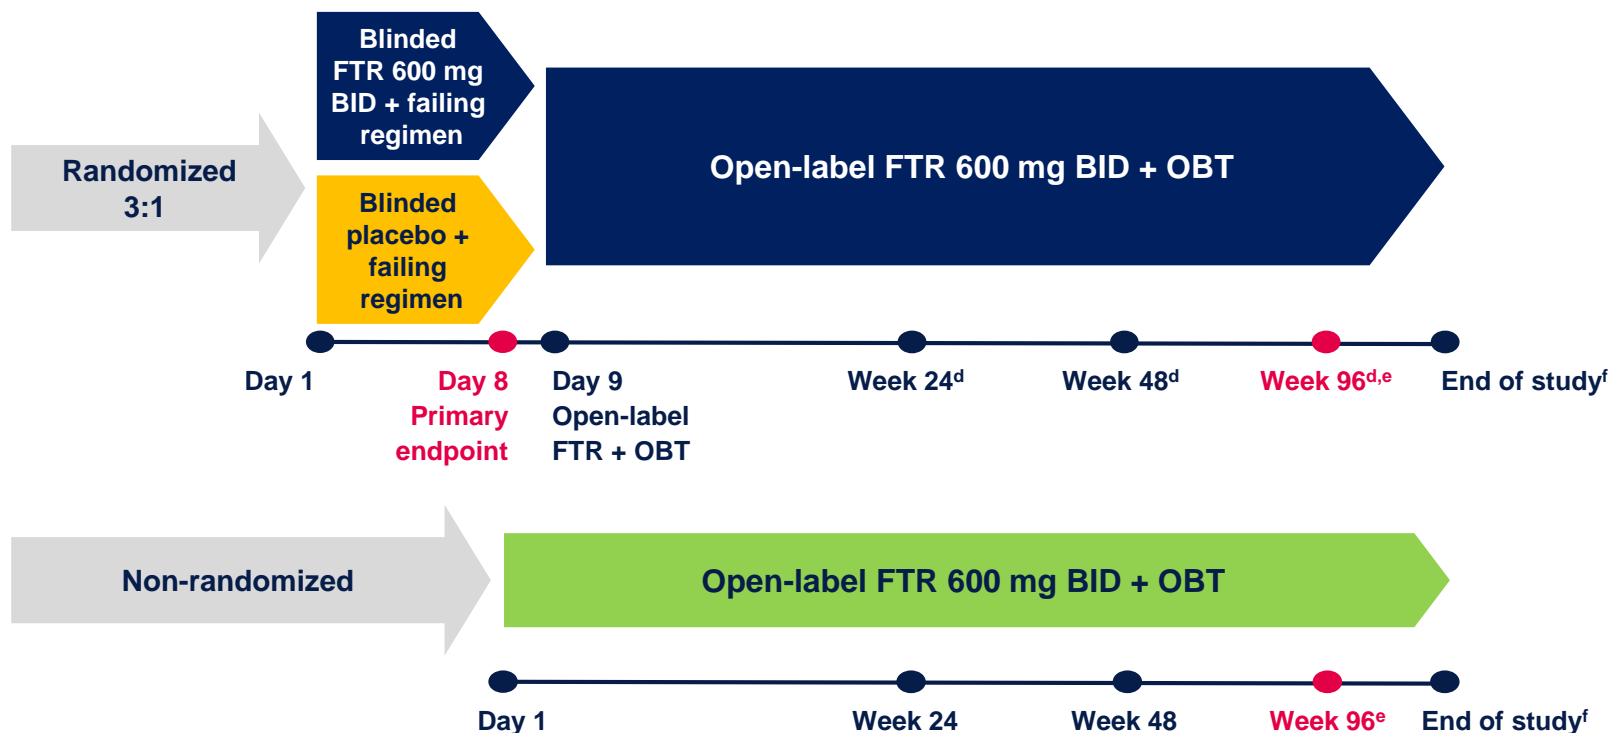 Blinded
FTR 600 mg
BID + failing
regimen
Randomized
3:1
Open-label FTR 600 mg BID + OBT
Blinded
placebo +
failing
regimen
Day 1
Day 8
Primary
endpoint
Day 9
Open-label
FTR + OBT
Week 24ᵈ
Week 48ᵈ
Week 96ᵈ,ᵉ
End of studyᶠ
Non-randomized
Open-label FTR 600 mg BID + OBT
Day 1
Week 24
Week 48
Week 96ᵉ
End of studyᶠ